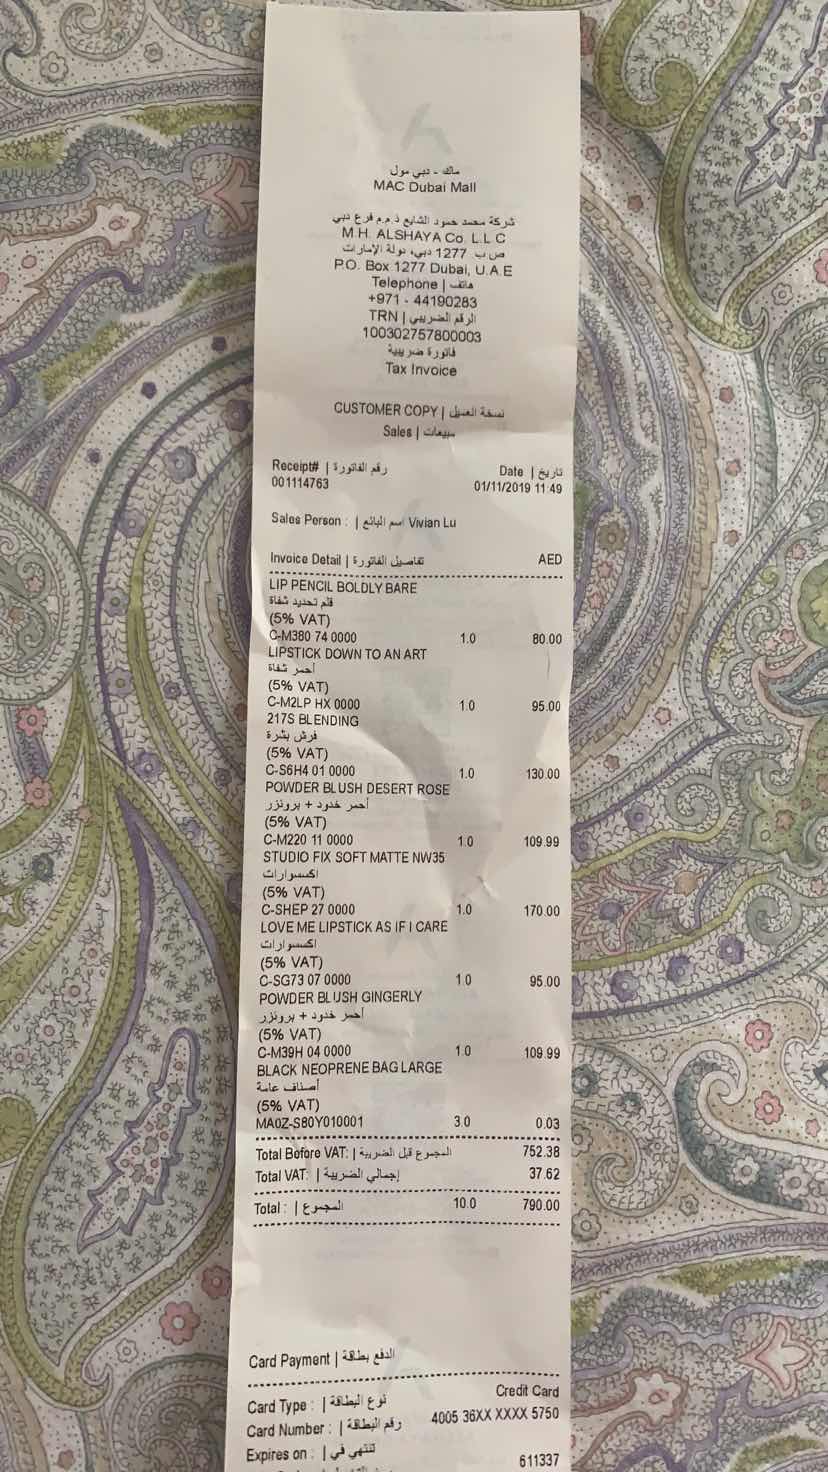 ماك - دبي مول
MAC Dubai Mall
شركة محمد حمود الشايع ذ.م.م فرع دبي
M.H. ALSHAYA Co. L.L.C
ص ب 1277 دبي، دولة الإمارات
P.O. Box 1277 Dubai, U.A.E
Telephone | هاتف
+971 - 44190283
TRN | الرقم الضريبي
100302757800003
فاتورة ضريبية
Tax Invoice
CUSTOMER COPY | نسخة العميل
Sales | مبيعات
Receipt# | رقم الفاتورة Date | تاريخ
001114763 01/11/2019 11:49
Sales Person : | اسم البائع Vivian Lu
Invoice Detail | تفاصيل الفاتورة AED
LIP PENCIL BOLDLY BARE
قلم تحديد شفاة
(5% VAT)
C-M380 74 0000 1.0 80.00
LIPSTICK DOWN TO AN ART
أحمر شفاة
(5% VAT)
C-M2LP HX 0000 1.0 95.00
217S BLENDING
فرش بشرة
(5% VAT)
C-S6H4 01 0000 1.0 130.00
POWDER BLUSH DESERT ROSE
أحمر خدود + برونزر
(5% VAT)
C-M220 11 0000 1.0 109.99
STUDIO FIX SOFT MATTE NW35
اكسسوارات
(5% VAT)
C-SHEP 27 0000 1.0 170.00
LOVE ME LIPSTICK AS IF I CARE
اكسسوارات
(5% VAT)
C-SG73 07 0000 1.0 95.00
POWDER BLUSH GINGERLY
أحمر خدود + برونزر
(5% VAT)
C-M39H 04 0000 1.0 109.99
BLACK NEOPRENE BAG LARGE
أصناف عامة
(5% VAT)
MA0Z-S80Y010001 3.0 0.03
Total Before VAT: | المجموع قبل الضريبة 752.38
Total VAT: | إجمالي الضريبة 37.62
Total : | المجموع 10.0 790.00
Card Payment | الدفع بطاقة
Card Type : | نوع البطاقة Credit Card
Card Number : | رقم البطاقة 4005 36XX XXXX 5750
Expires on : | تنتهي في
611337